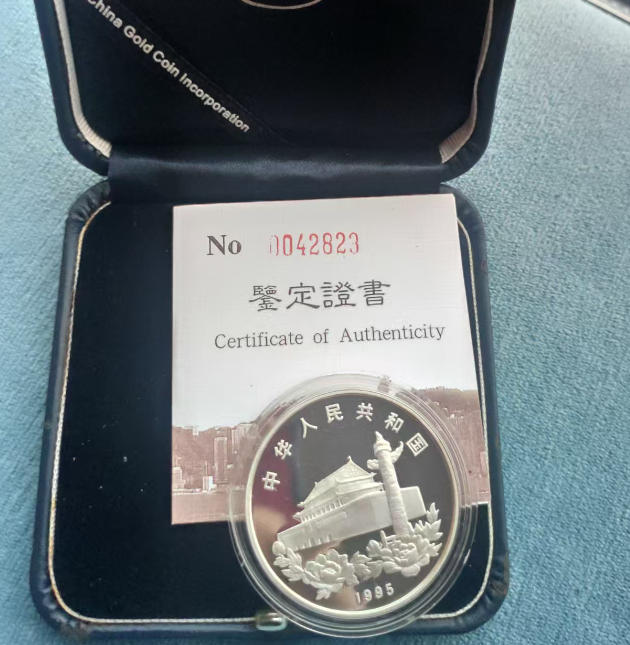 China Gold Coin Incorporation
No 0042823
鑒定證書
Certificate of Authenticity
中华人民共和国
1995